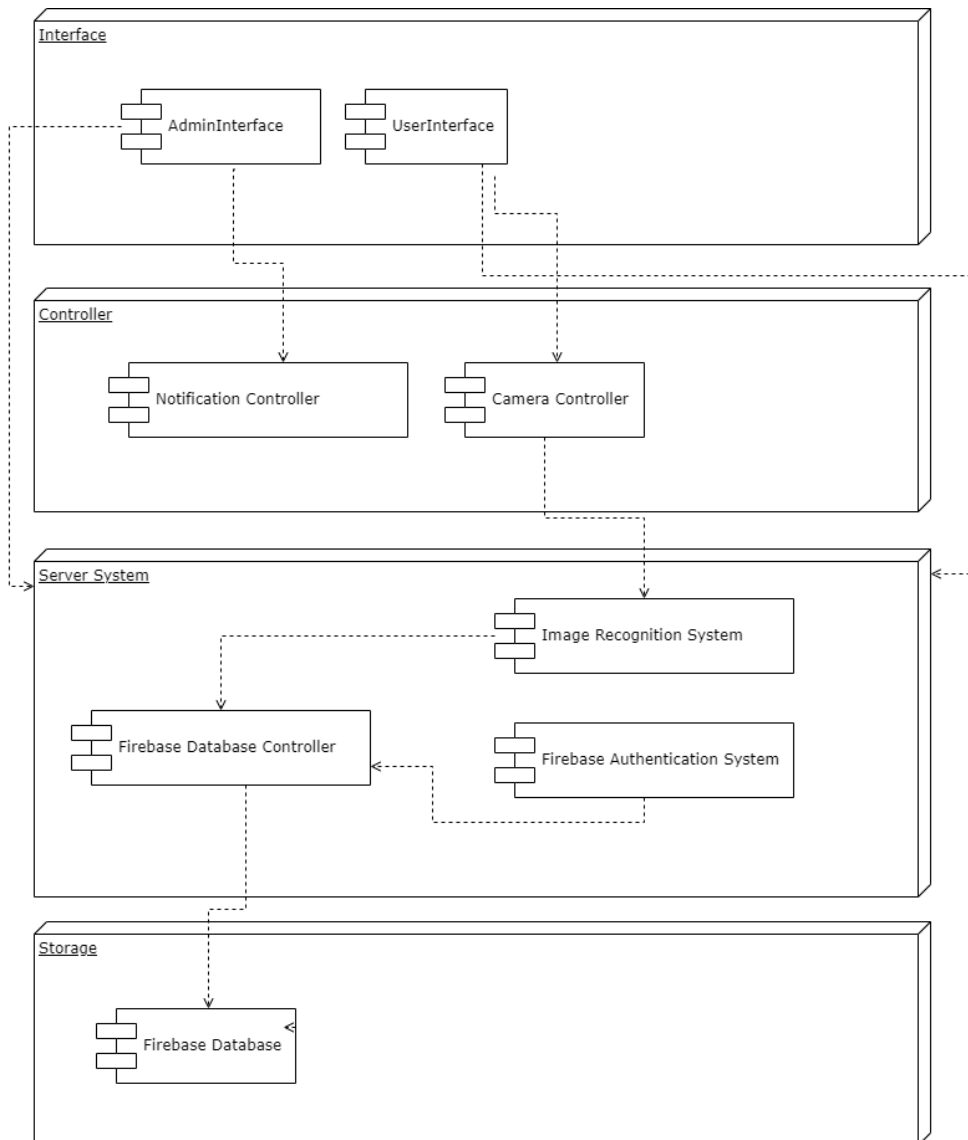 Interface
AdminInterface
UserInterface
Controller
Notification Controller
Camera Controller
Server System
Image Recognition System
Firebase Database Controller
Firebase Authentication System
Storage
Firebase Database